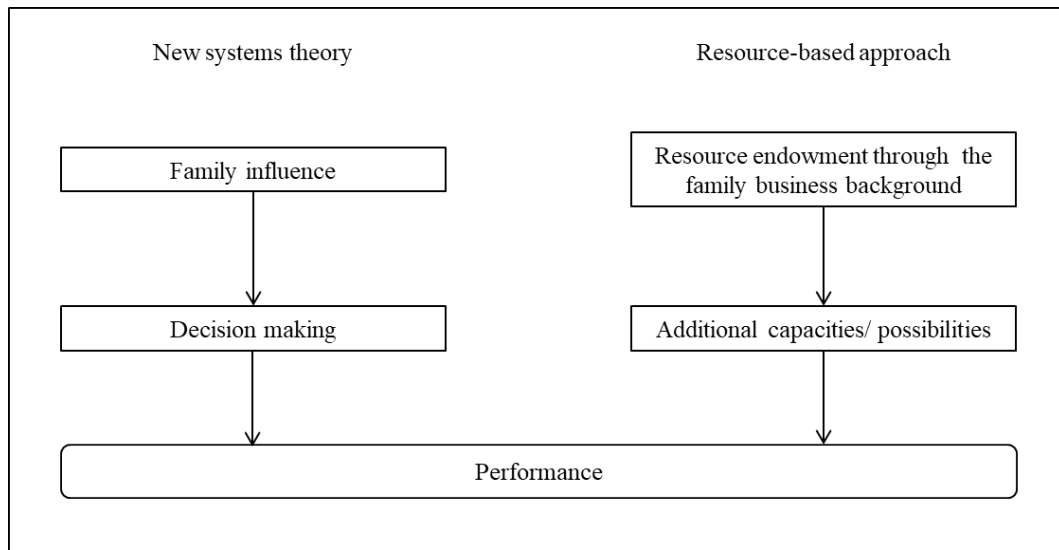 New systems theory
Resource-based approach
Family influence
Resource endowment through the
family business background
Decision making
Additional capacities/ possibilities
Performance